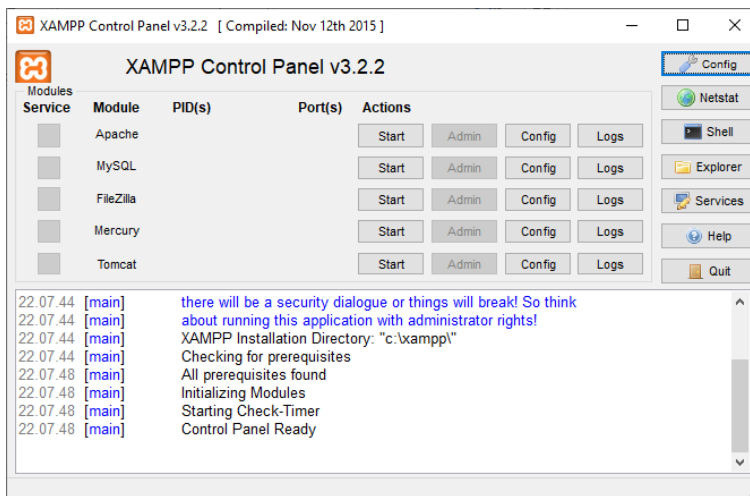 XAMPP Control Panel v3.2.2 [ Compiled: Nov 12th 2015 ]
XAMPP Control Panel v3.2.2
Config
Modules
Service Module PID(s) Port(s) Actions
Netstat
Apache Start Admin Config Logs
Shell
MySQL Start Admin Config Logs
Explorer
FileZilla Start Admin Config Logs
Services
Mercury Start Admin Config Logs
Help
Tomcat Start Admin Config Logs
Quit
22.07.44 [main] there will be a security dialogue or things will break! So think
22.07.44 [main] about running this application with administrator rights!
22.07.44 [main] XAMPP Installation Directory: "c:\xampp\"
22.07.44 [main] Checking for prerequisites
22.07.48 [main] All prerequisites found
22.07.48 [main] Initializing Modules
22.07.48 [main] Starting Check-Timer
22.07.48 [main] Control Panel Ready